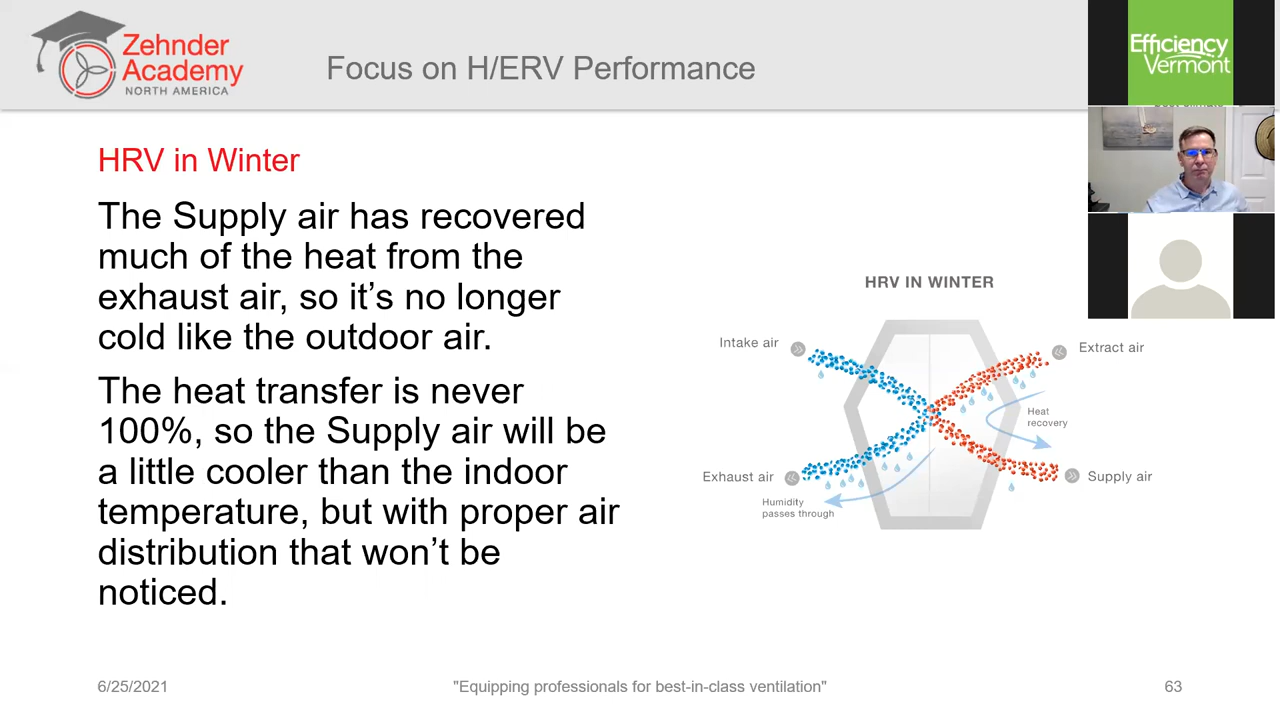 Zehnder
Academy
NORTH AMERICA
Focus on H/ERV Performance
Efficiency
Vermont
HRV in Winter
The Supply air has recovered
much of the heat from the
exhaust air, so it’s no longer
cold like the outdoor air.
The heat transfer is never
100%, so the Supply air will be
a little cooler than the indoor
temperature, but with proper air
distribution that won’t be
noticed.
HRV IN WINTER
Intake air
Extract air
Heat
recovery
Exhaust air
Supply air
Humidity
passes through
6/25/2021
"Equipping professionals for best-in-class ventilation"
63